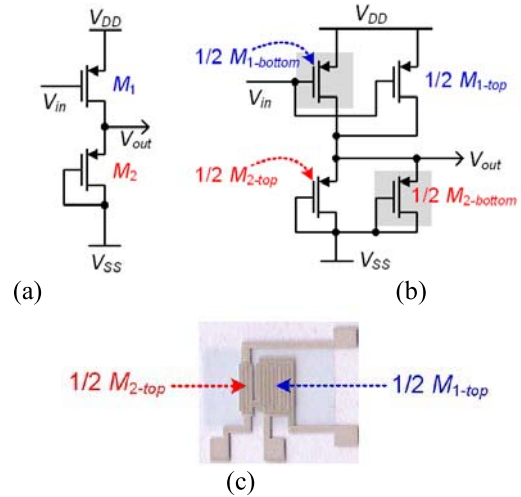 V_DD
M_1
V_in
V_out
M_2
V_SS
(a)
V_DD
1/2 M_1-bottom
1/2 M_1-top
V_in
V_out
1/2 M_2-top
1/2 M_2-bottom
V_SS
(b)
1/2 M_2-top
1/2 M_1-top
(c)